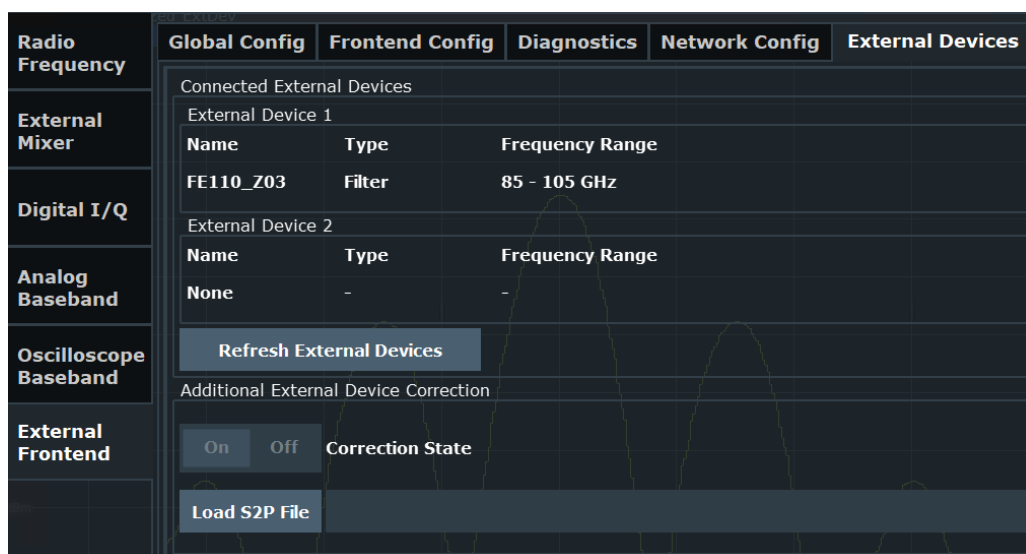 Radio
Frequency
External
Mixer
Digital I/Q
Analog
Baseband
Oscilloscope
Baseband
External
Frontend
Global Config Frontend Config Diagnostics Network Config External Devices
Connected External Devices
External Device 1
Name Type Frequency Range
FE110_Z03 Filter 85 - 105 GHz
External Device 2
Name Type Frequency Range
None - -
Refresh External Devices
Additional External Device Correction
On Off Correction State
Load S2P File